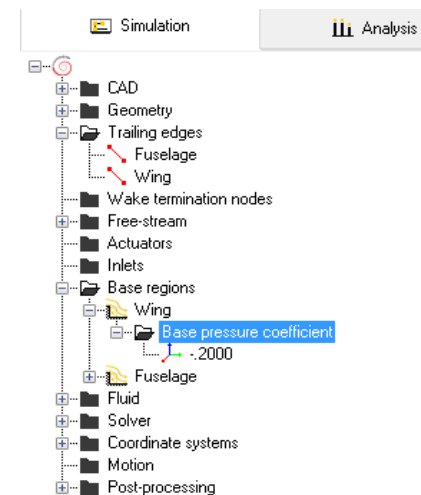 Simulation
Analysis
CAD
Geometry
Trailing edges
Fuselage
Wing
Wake termination nodes
Free-stream
Actuators
Inlets
Base regions
Wing
Base pressure coefficient
-.2000
Fuselage
Fluid
Solver
Coordinate systems
Motion
Post-processing